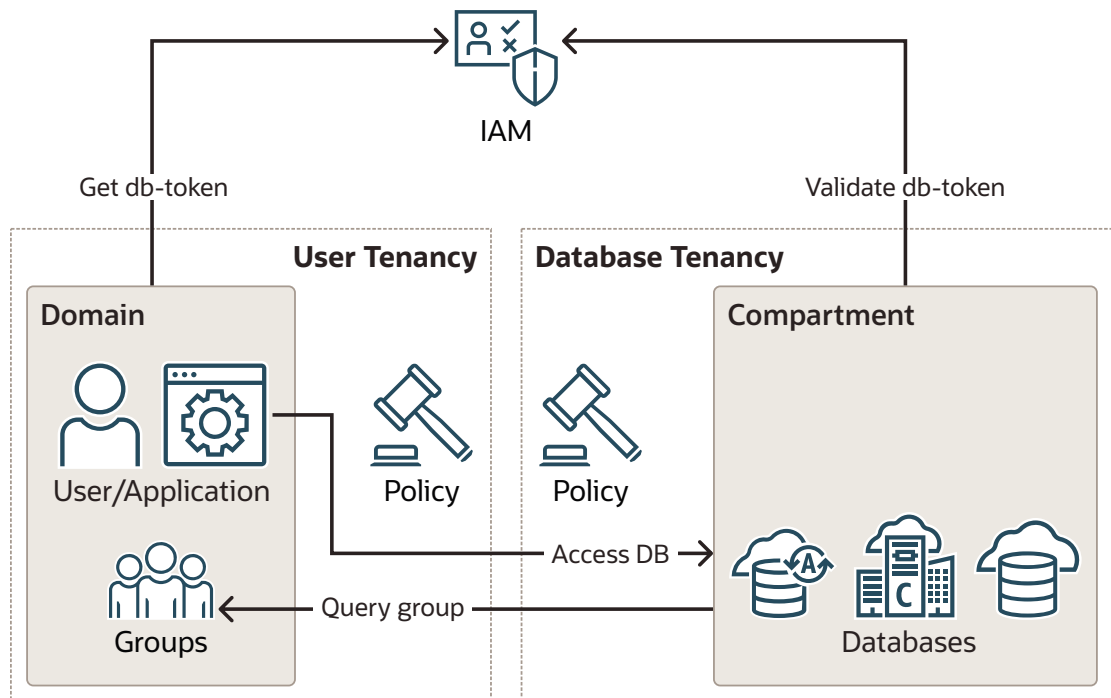 IAM
Get db-token
Validate db-token
User Tenancy
Database Tenancy
Domain
Compartment
User/Application
Policy
Policy
Access DB
A
C
Query group
Groups
Databases